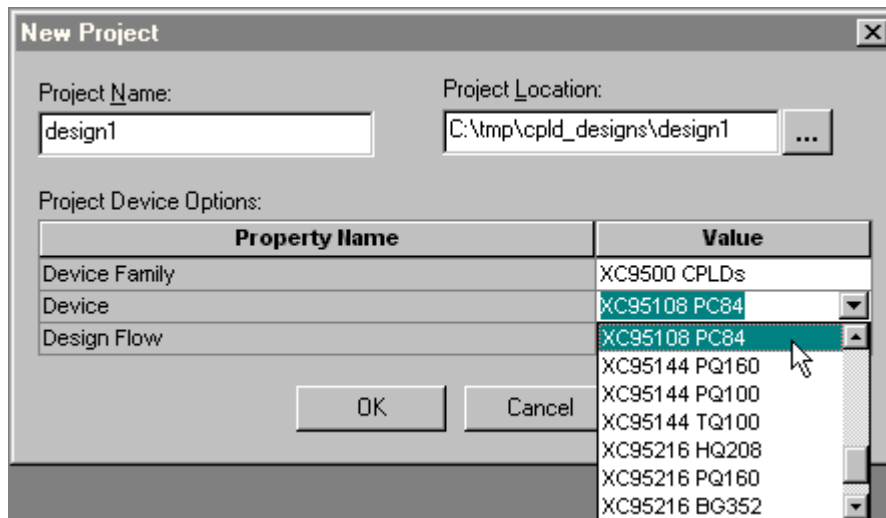 New Project
Project Name:
Project Location:
design1
C:\tmp\cpld_designs\design1
...
Project Device Options:
Property Name Value
Device Family XC9500 CPLDs
Device XC95108 PC84
Design Flow XC95108 PC84
XC95144 PQ160
XC95144 PQ100
OK Cancel XC95144 TQ100
XC95216 HQ208
XC95216 PQ160
XC95216 BG352